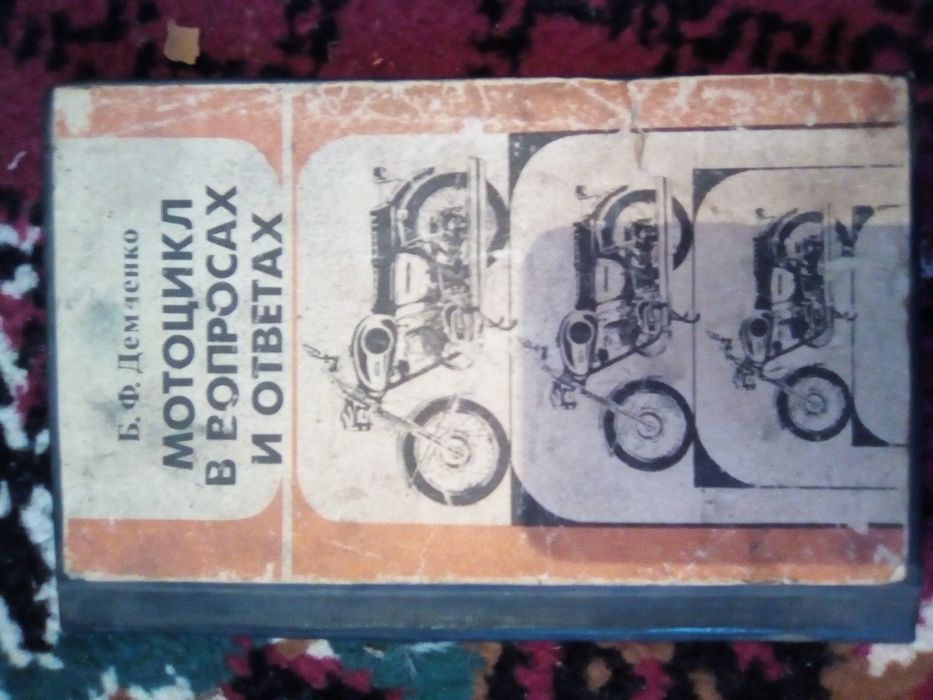 Б. Ф. Демченко
МОТОЦИКЛ
В ВОПРОСАХ
И ОТВЕТАХ